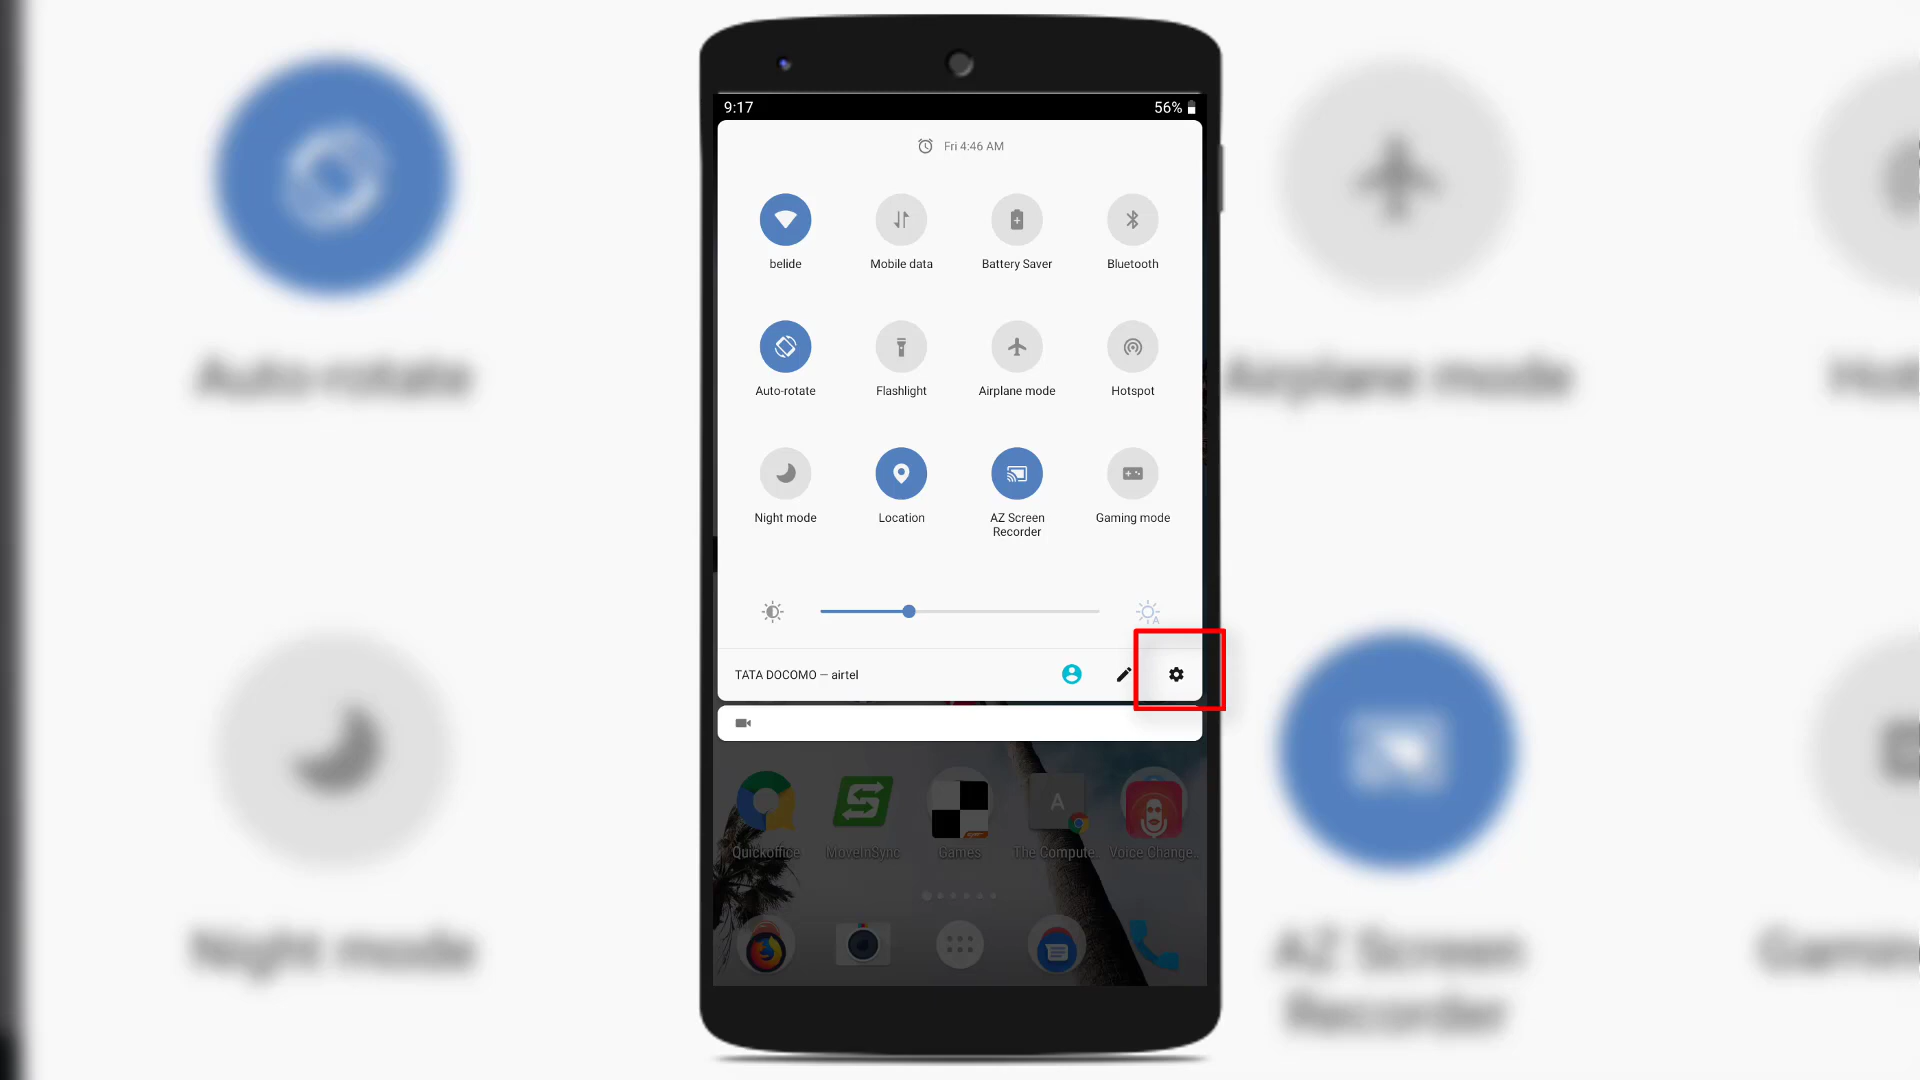 9:17
56%
Fri 4:46 AM
belide
Mobile data
Battery Saver
Bluetooth
Auto-rotate
Flashlight
Airplane mode
Hotspot
Night mode
Location
AZ Screen
Recorder
Gaming mode
A
TATA DOCOMO — airtel
A
Quickoffice
MoveInSync
Games
The Compute..
Voice Change..
Auto-rotate
Airplane mode
Night mode
AZ Screen
Recorder